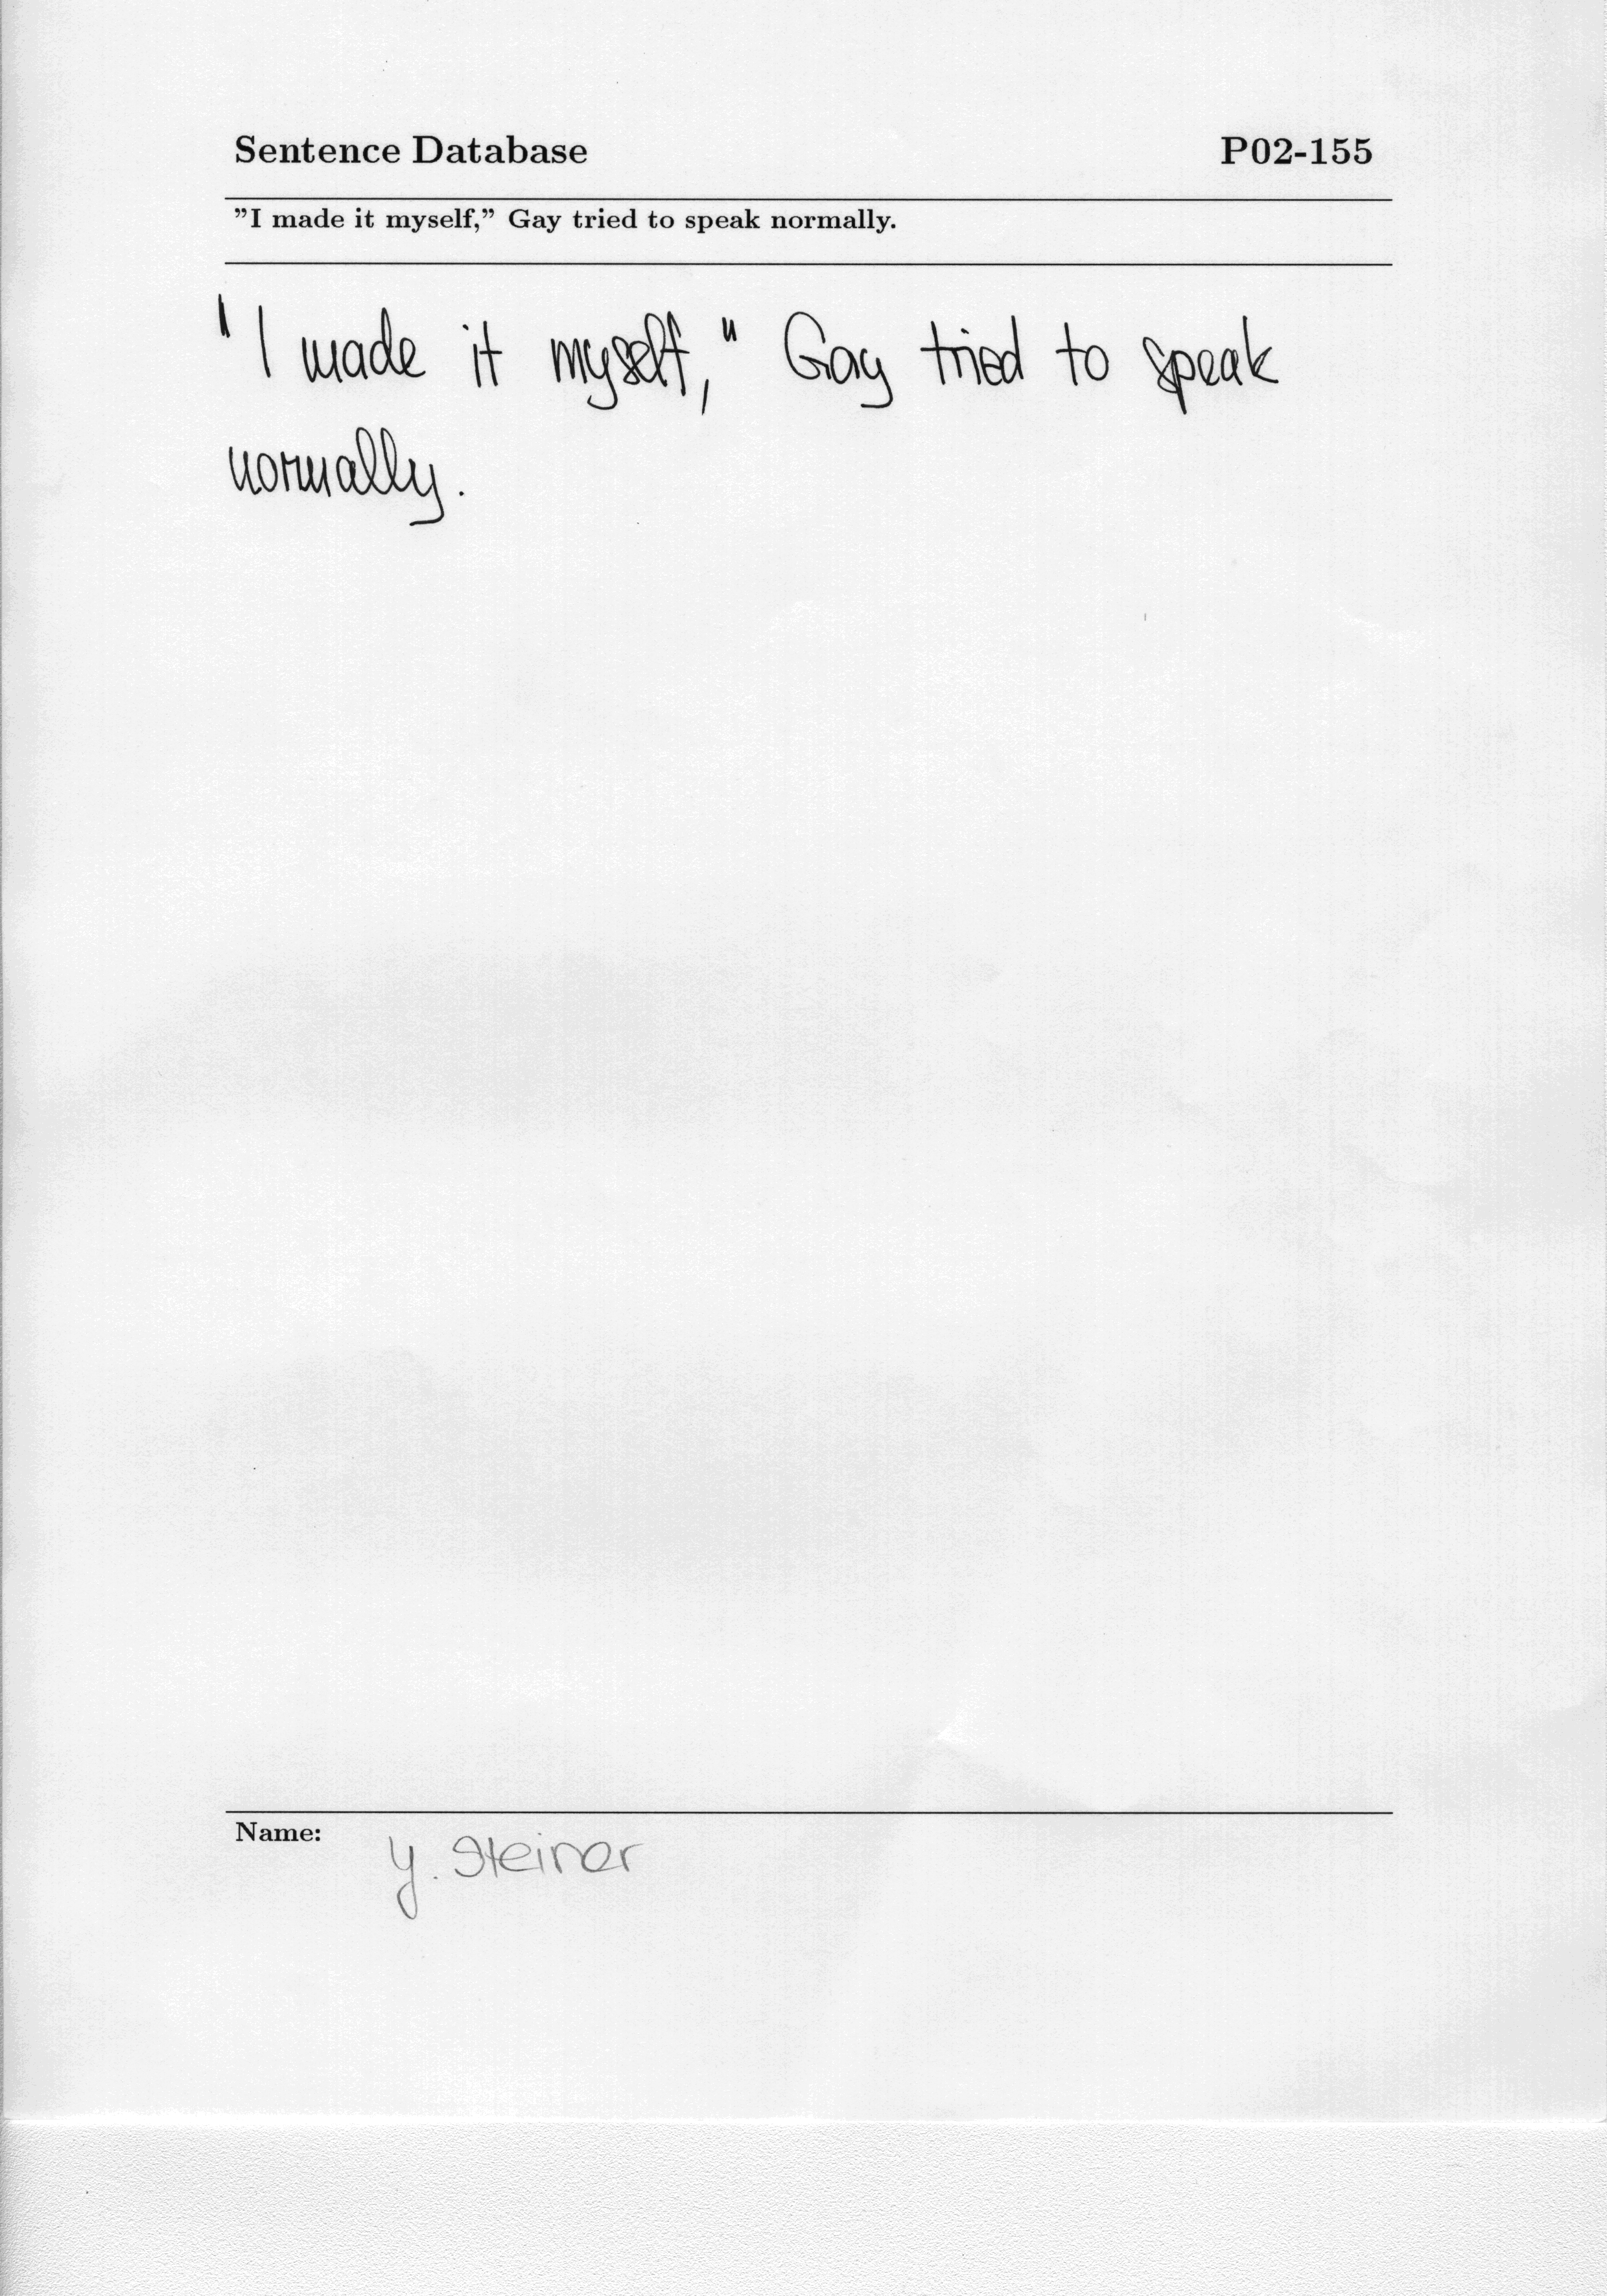 Sentence Database P02-155
”I made it myself,” Gay tried to speak normally.
"I made it myself," Gay tried to speak
normally.
Name: Y. Steiner